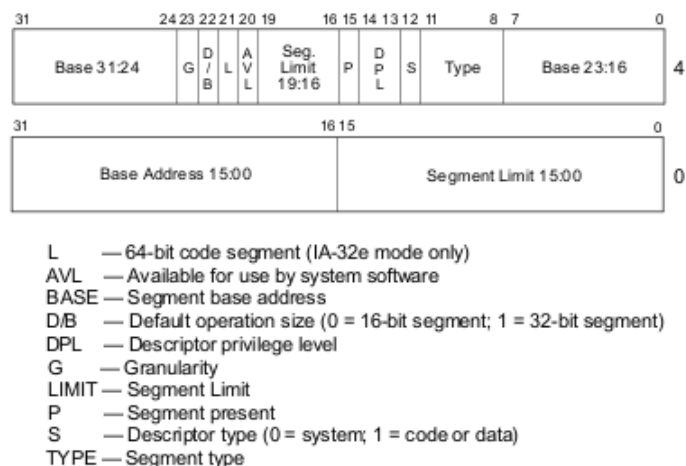 31 24 23 22 21 20 19 16 15 14 13 12 11 8 7 0
Base 31:24 G D/B L AVL Seg. Limit 19:16 P DPL S Type Base 23:16 4
31 16 15 0
Base Address 15:00 Segment Limit 15:00 0
L — 64-bit code segment (IA-32e mode only)
AVL — Available for use by system software
BASE — Segment base address
D/B — Default operation size (0 = 16-bit segment; 1 = 32-bit segment)
DPL — Descriptor privilege level
G — Granularity
LIMIT — Segment Limit
P — Segment present
S — Descriptor type (0 = system; 1 = code or data)
TYPE — Segment type